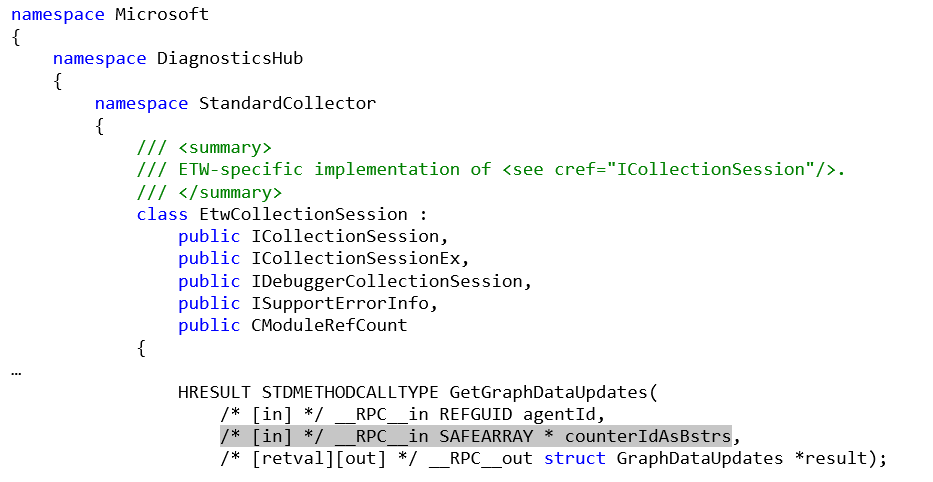 namespace Microsoft
{
    namespace DiagnosticsHub
    {
        namespace StandardCollector
        {
            /// <summary>
            /// ETW-specific implementation of <see cref="ICollectionSession"/>.
            /// </summary>
            class EtwCollectionSession :
                public ICollectionSession,
                public ICollectionSessionEx,
                public IDebuggerCollectionSession,
                public ISupportErrorInfo,
                public CModuleRefCount
            {
…
                HRESULT STDMETHODCALLTYPE GetGraphDataUpdates(
                    /* [in] */ __RPC__in REFGUID agentId,
                    /* [in] */ __RPC__in SAFEARRAY * counterIdAsBstrs,
                    /* [retval][out] */ __RPC__out struct GraphDataUpdates *result);